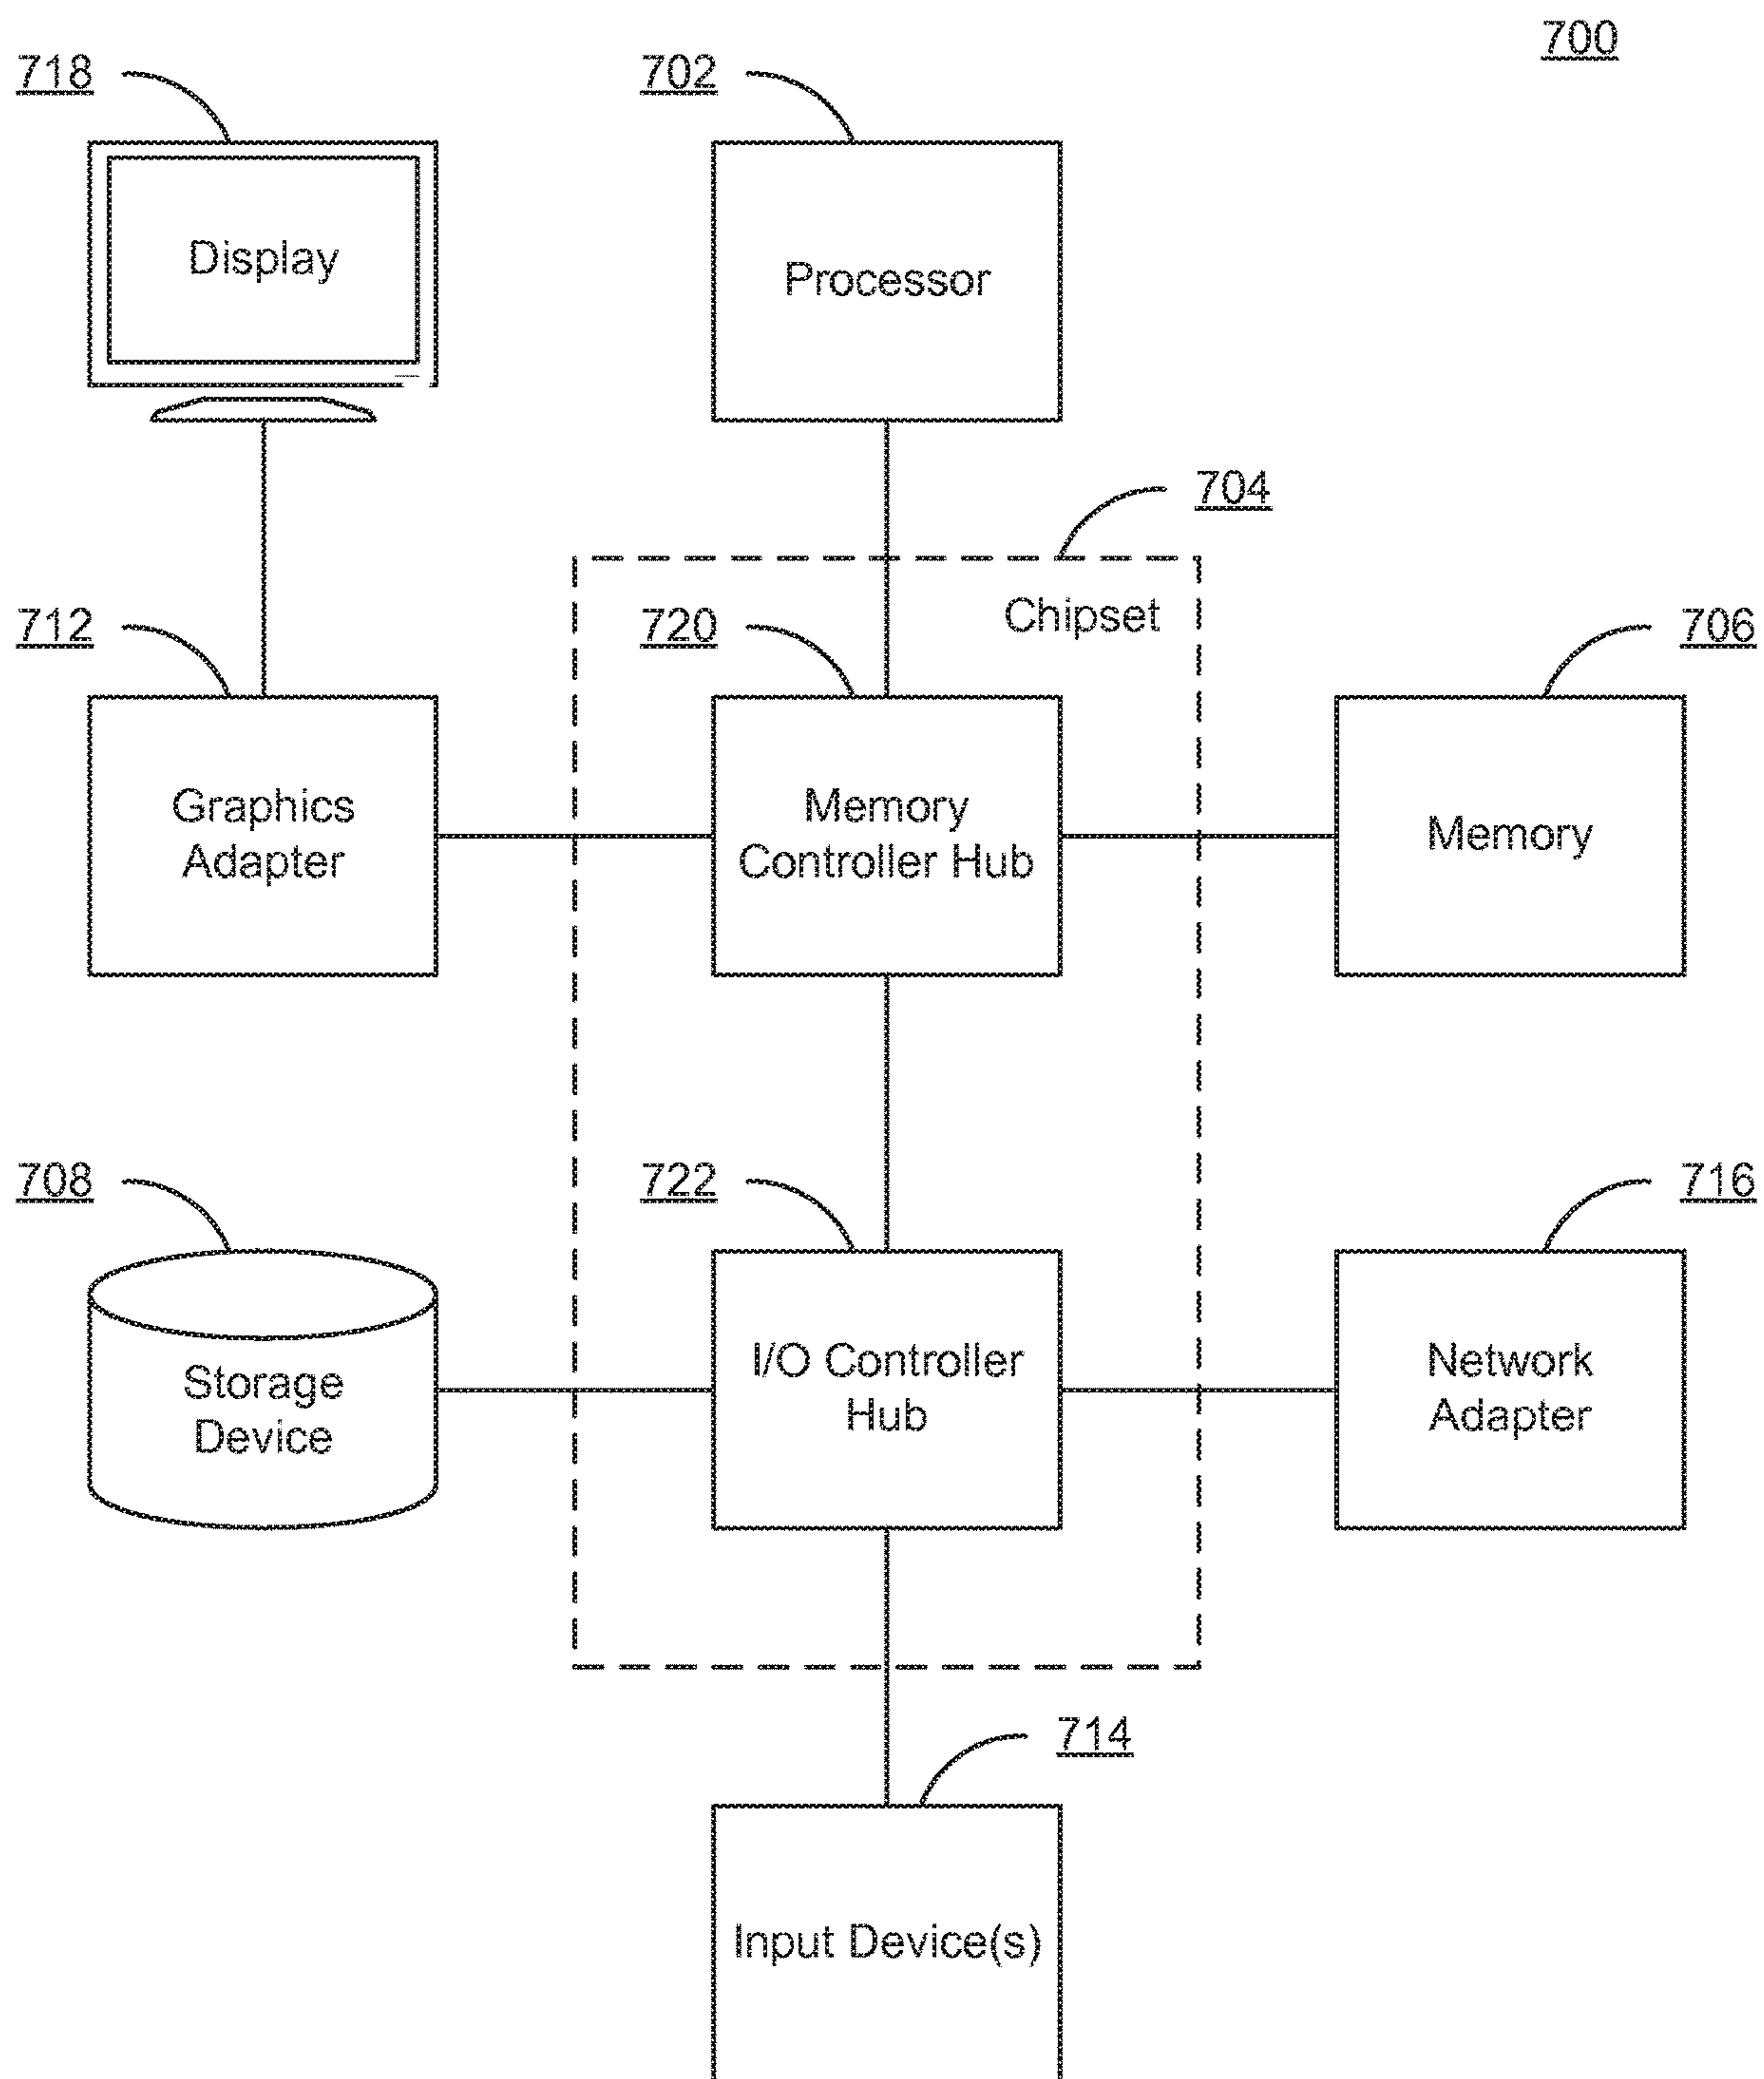 700
718
702
Display
Processor
704
Chipset
712
720
706
Graphics
Adapter
Memory
Controller Hub
Memory
708
722
716
Storage
Device
I/O Controller
Hub
Network
Adapter
714
Input Device(s)